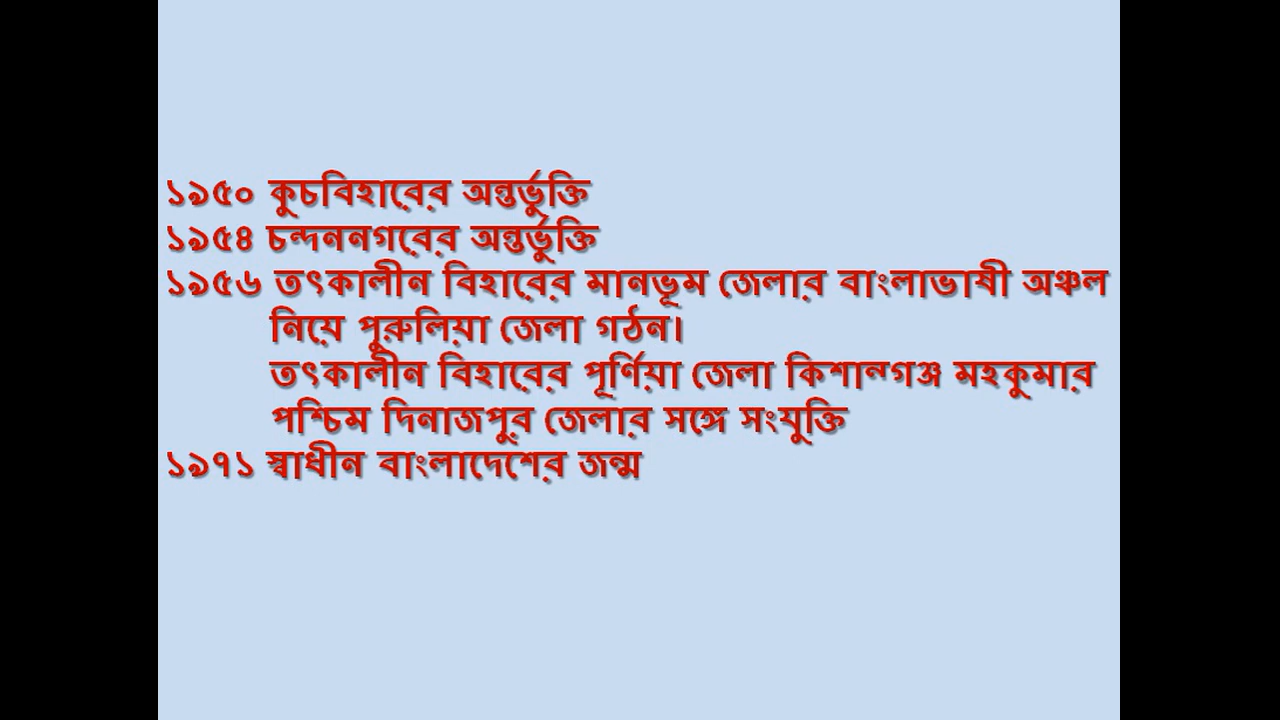 ১৯৫০ কুচবিহারের অন্তর্ভুক্তি
১৯৫৪ চন্দননগরের অন্তর্ভুক্তি
১৯৫৬ তৎকালীন বিহারের মানভূম জেলার বাংলাভাষী অঞ্চল
নিয়ে পুরুলিয়া জেলা গঠন।
তৎকালীন বিহারের পূর্ণিয়া জেলা কিশানগঞ্জ মহকুমার
পশ্চিম দিনাজপুর জেলার সঙ্গে সংযুক্তি
১৯৭১ স্বাধীন বাংলাদেশের জন্ম